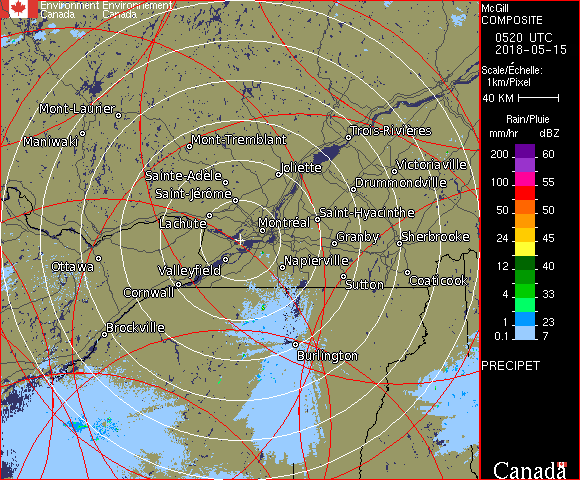 Environment Environnement
Canada Canada
McGill
COMPOSITE
0520 UTC
2018-05-15
Scale/Échelle:
1km/Pixel
40 KM
Rain/Pluie
mm/hr dBZ
200 60
155 55
100 55
50 50
24 45
12 40
4 33
1 23
0.1 7
PRECIPET
Canada
Mont-Laurier
Maniwaki
Mont-Tremblant
Trois-Rivières
Joliette
Victoriaville
Sainte-Adèle
Drummondville
Saint-Jérôme
Saint-Hyacinthe
Lachute
Montréal
Granby
Sherbrooke
Ottawa
Valleyfield
Napierville
Cornwall
Sutton
Coaticook
Brockville
Burlington